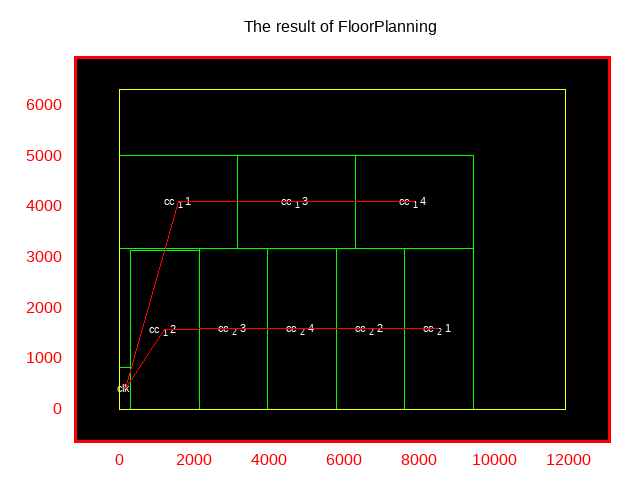 The result of FloorPlanning
6000
5000
4000
3000
2000
1000
0
cc 1 1 cc 1 3 cc 1 4
cc 1 2 cc 2 3 cc 2 4 cc 2 2 cc 2 1
clk
0 2000 4000 6000 8000 10000 12000